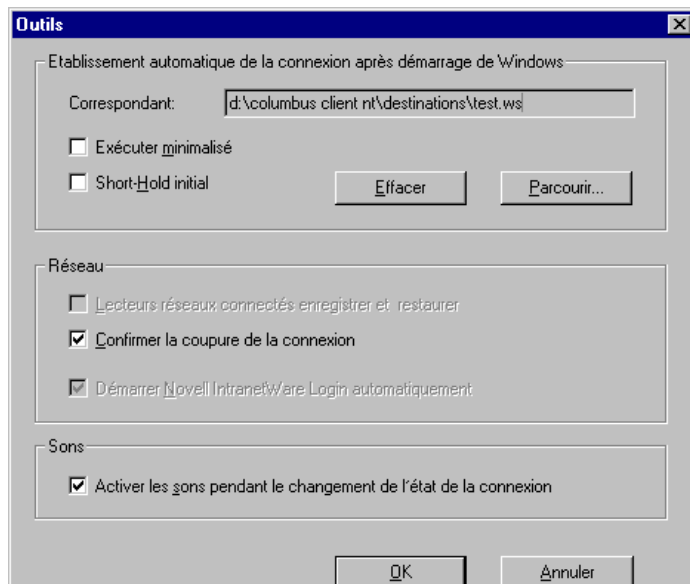 Outils
Etablissement automatique de la connexion après démarrage de Windows
Correspondant: d:\columbus client nt\destinations\test.ws
Exécuter minimalisé
Short-Hold initial
Effacer
Parcourir...
Réseau
Lecteurs réseaux connectés enregistrer et restaurer
Confirmer la coupure de la connexion
Démarrer Novell IntranetWare Login automatiquement
Sons
Activer les sons pendant le changement de l'état de la connexion
OK
Annuler